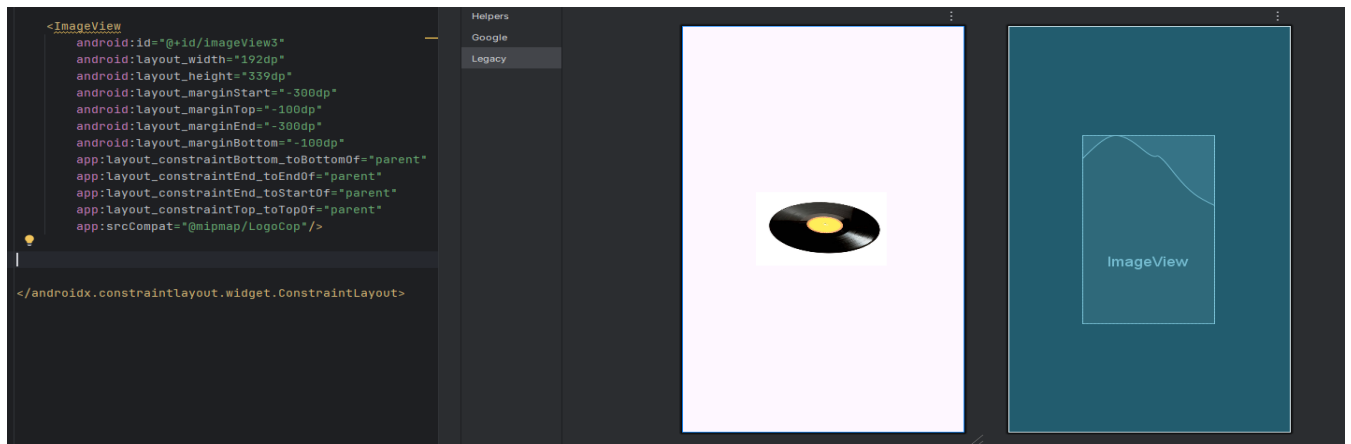 <ImageView
android:id="@+id/imageView3"
android:layout_width="192dp"
android:layout_height="339dp"
android:layout_marginStart="-300dp"
android:layout_marginTop="-100dp"
android:layout_marginEnd="-300dp"
android:layout_marginBottom="-100dp"
app:layout_constraintBottom_toBottomOf="parent"
app:layout_constraintEnd_toEndOf="parent"
app:layout_constraintEnd_toStartOf="parent"
app:layout_constraintTop_toTopOf="parent"
app:srcCompat="@mipmap/LogoCop"/>
</androidx.constraintlayout.widget.ConstraintLayout>
Helpers
Google
Legacy
ImageView